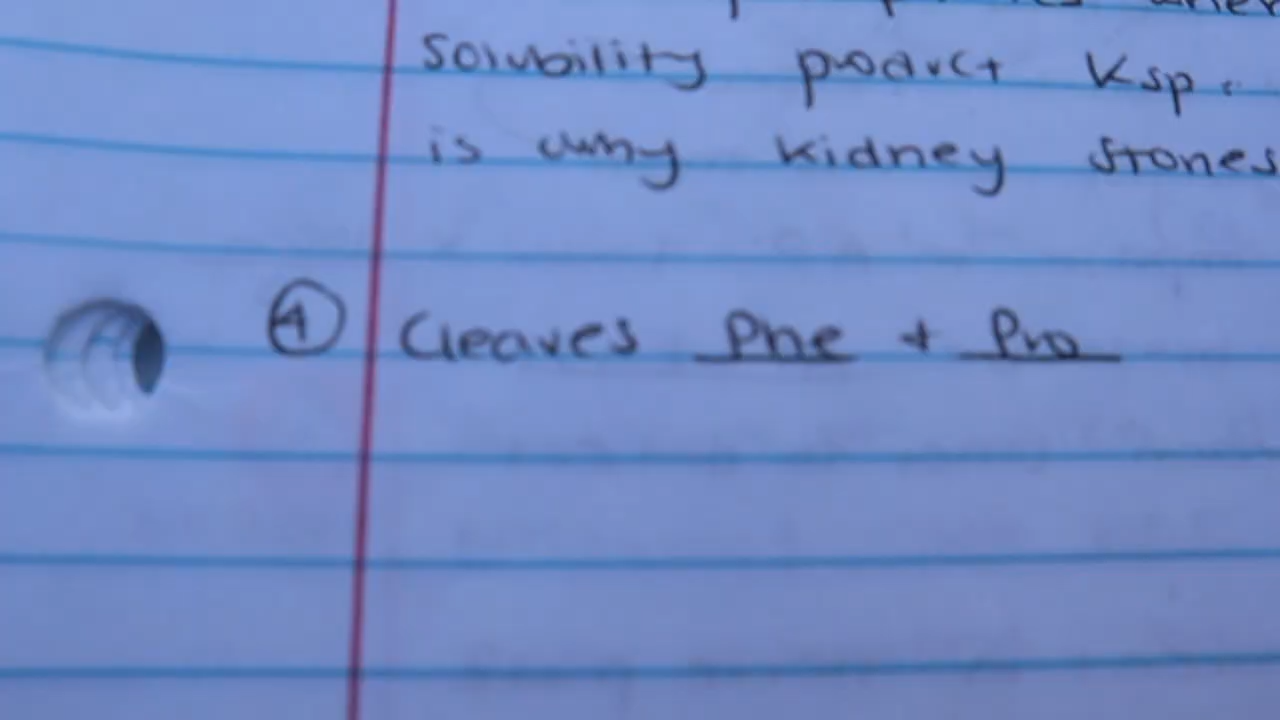 solubility product Ksp.
is why kidney stones
④ Cleaves Phe + Pro